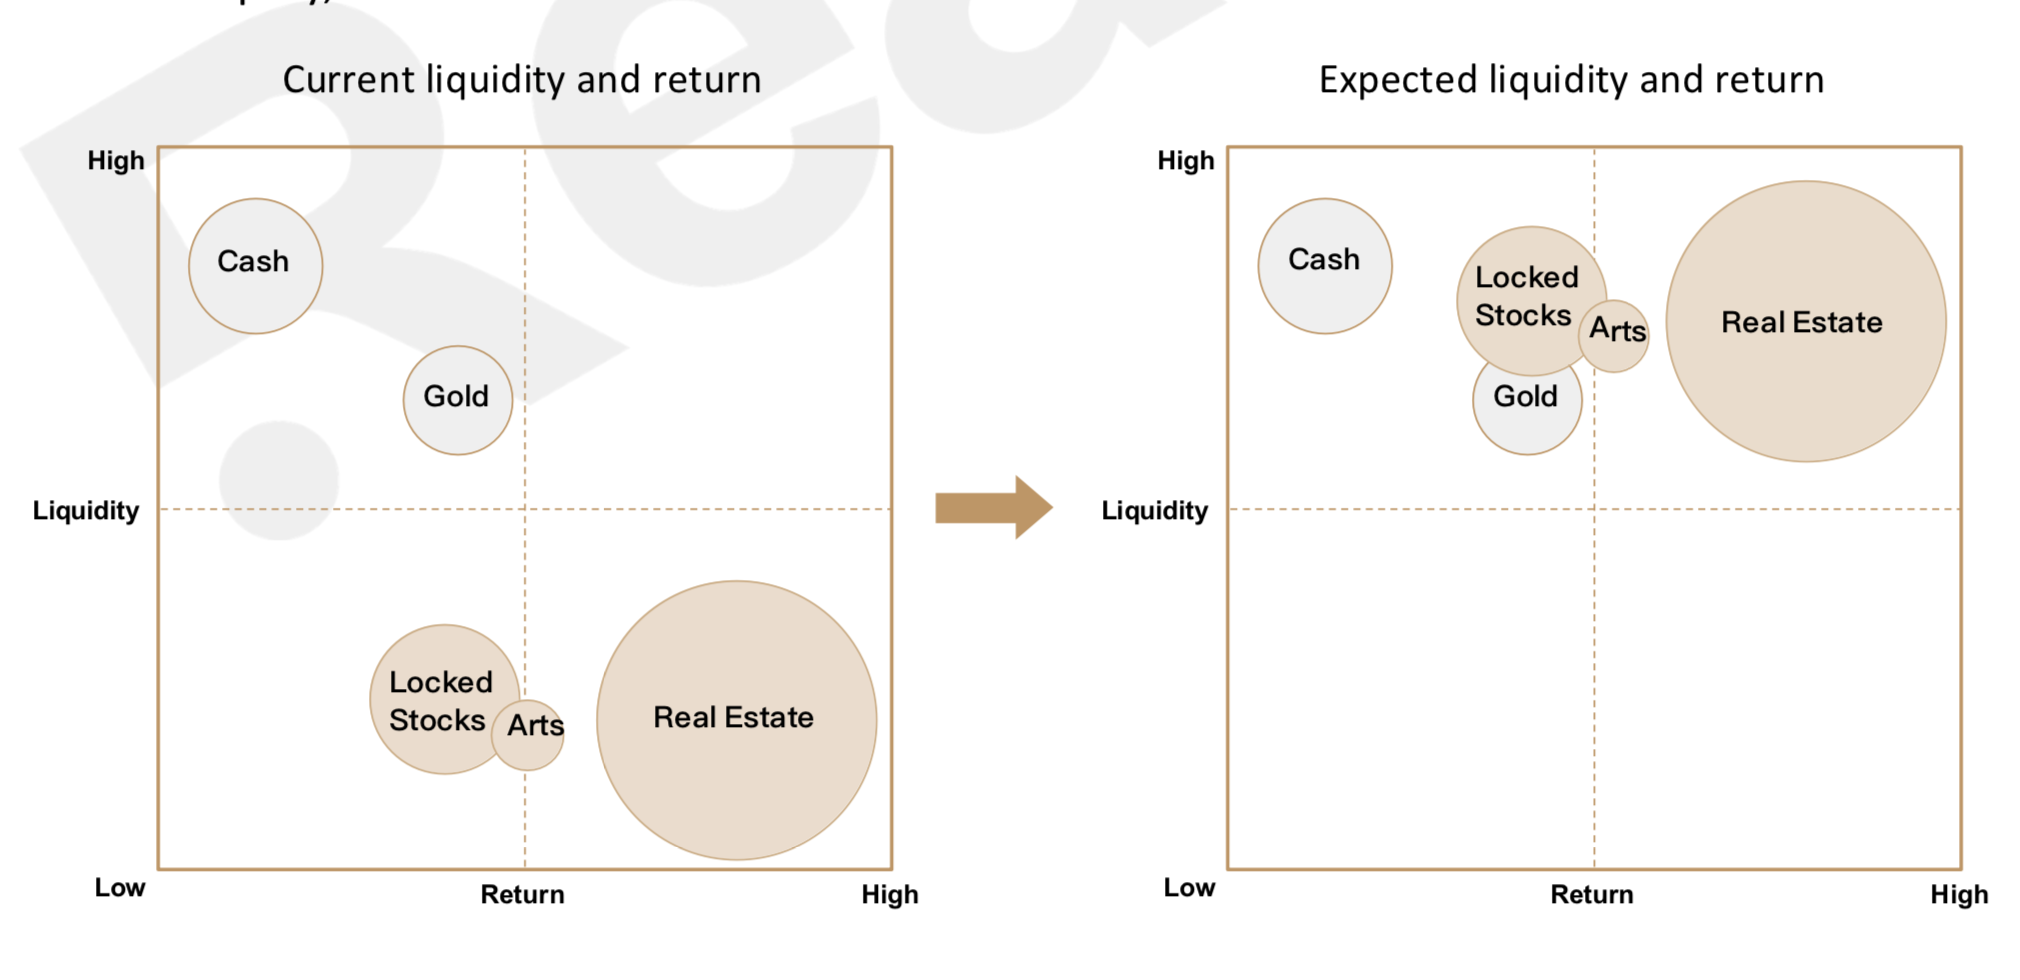 Current liquidity and return
High
Cash
Gold
Liquidity
Locked
Stocks
Arts
Real Estate
Low
Return
High
Expected liquidity and return
High
Cash
Locked
Stocks
Arts
Real Estate
Gold
Liquidity
Low
Return
High